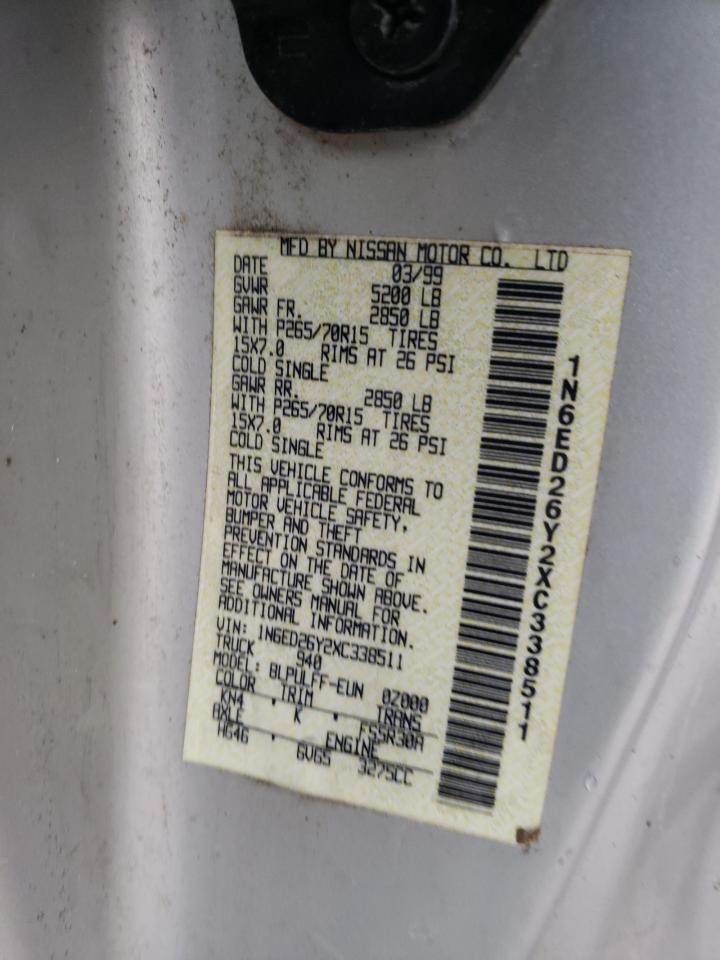 MFD BY NISSAN MOTOR CO. LTD
DATE 03/99
GVWR 5200 LB
GAWR FR. 2850 LB
WITH P265/70R15 TIRES
15X7.0 RIMS AT 26 PSI
COLD SINGLE
GAWR RR. 2850 LB
WITH P265/70R15 TIRES
15X7.0 RIMS AT 26 PSI
COLD SINGLE
THIS VEHICLE CONFORMS TO
ALL APPLICABLE FEDERAL
MOTOR VEHICLE SAFETY,
BUMPER AND THEFT
PREVENTION STANDARDS IN
EFFECT ON THE DATE OF
MANUFACTURE SHOWN ABOVE.
SEE OWNERS MANUAL FOR
ADDITIONAL INFORMATION.
VIN: 1N6ED26Y2XC338511
TRUCK 940
MODEL: BLPULFF-EUN 0Z000
COLOR TRIM TRANS
KN4 . K . FS5R30A
AXLE ENGINE
HG46 GVG5 3275CC
1N6ED26Y2XC338511